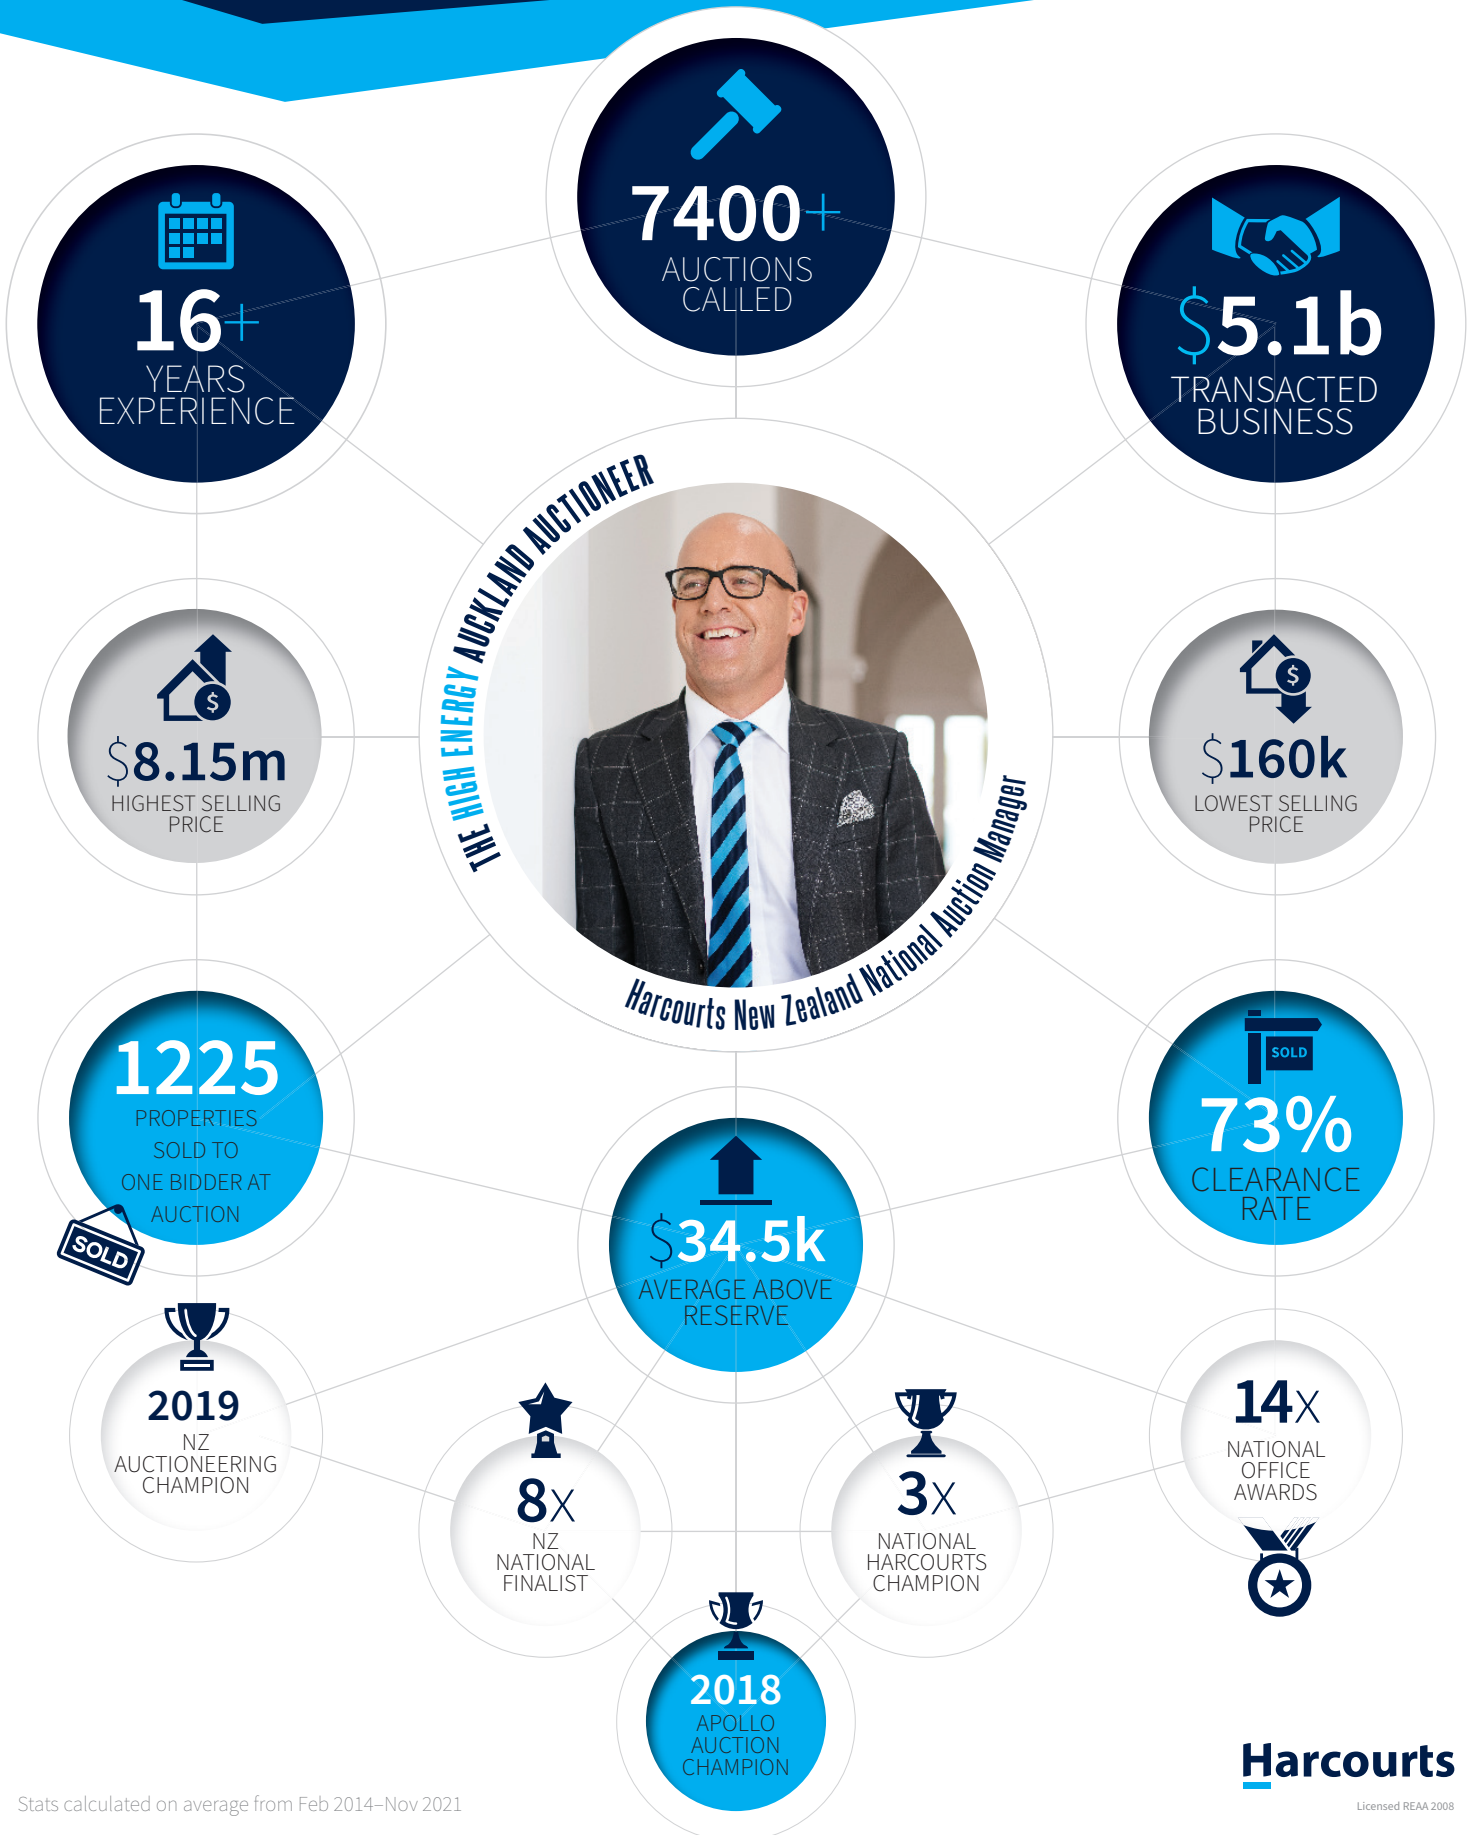 7400+
AUCTIONS
CALLED
16+
YEARS
EXPERIENCE
$5.1b
TRANSACTED
BUSINESS
THE HIGH ENERGY AUCKLAND AUCTIONEER
Harcourts New Zealand National Auction Manager
$
$8.15m
HIGHEST SELLING
PRICE
$
$160k
LOWEST SELLING
PRICE
1225
PROPERTIES
SOLD TO
ONE BIDDER AT
AUCTION
SOLD
$34.5k
AVERAGE ABOVE
RESERVE
SOLD
73%
CLEARANCE
RATE
2019
NZ
AUCTIONEERING
CHAMPION
8X
NZ
NATIONAL
FINALIST
3X
NATIONAL
HARCOURTS
CHAMPION
14X
NATIONAL
OFFICE
AWARDS
2018
APOLLO
AUCTION
CHAMPION
Harcourts
Stats calculated on average from Feb 2014–Nov 2021
Licensed REAA 2008